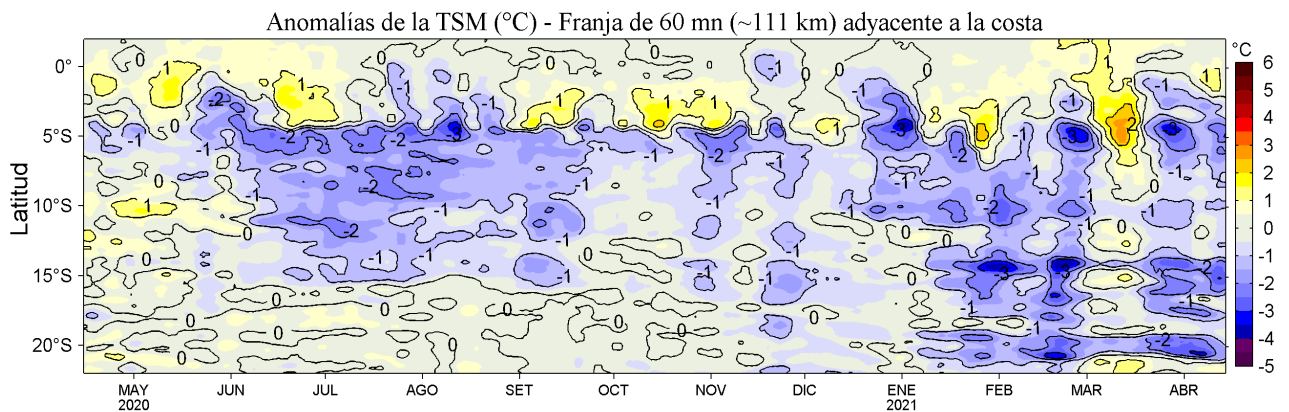 Anomalías de la TSM (°C) - Franja de 60 mn (~111 km) adyacente a la costa
°C
Latitud
0°
5°S
10°S
15°S
20°S
6
5
4
3
2
1
0
-1
-2
-3
-4
-5
MAY JUN JUL AGO SET OCT NOV DIC ENE FEB MAR ABR
2020 2021